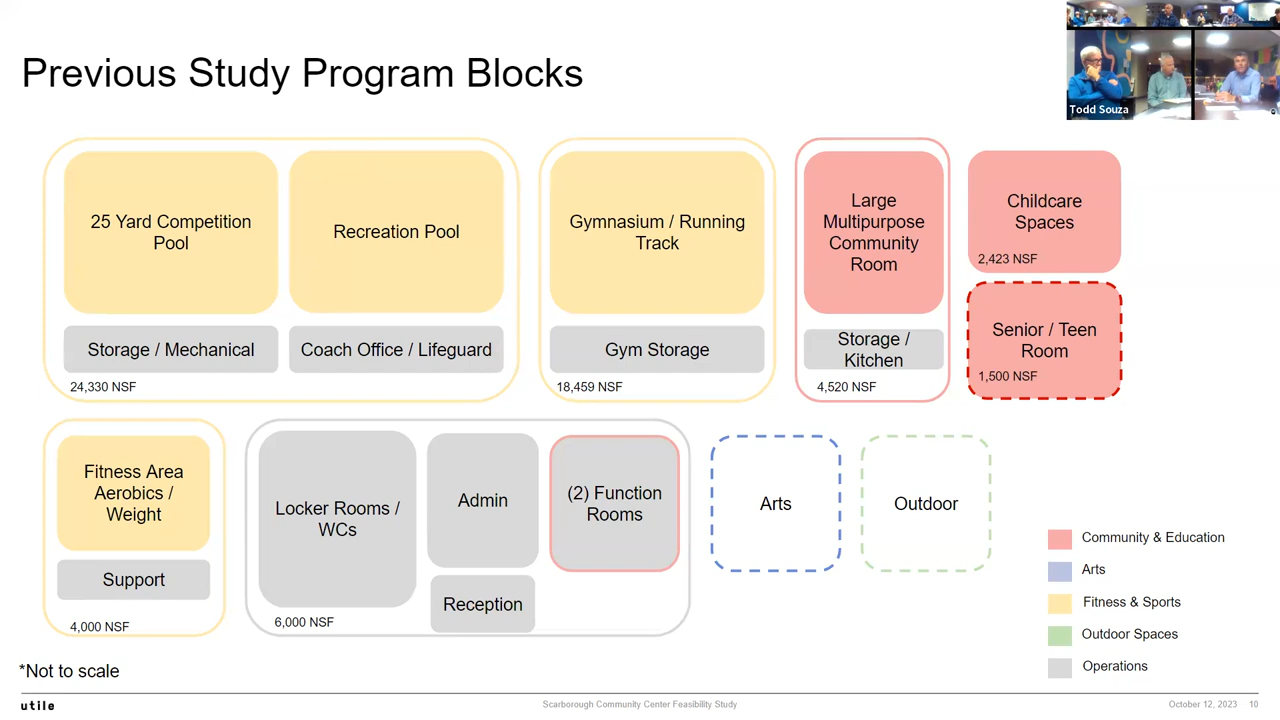 Previous Study Program Blocks
Todd Souza
25 Yard Competition
Pool
Recreation Pool
Storage / Mechanical
Coach Office / Lifeguard
24,330 NSF
Gymnasium / Running
Track
Gym Storage
18,459 NSF
Large
Multipurpose
Community
Room
Storage /
Kitchen
4,520 NSF
Childcare
Spaces
2,423 NSF
Senior / Teen
Room
1,500 NSF
Fitness Area
Aerobics /
Weight
Support
4,000 NSF
Locker Rooms /
WCs
Admin
(2) Function
Rooms
Reception
6,000 NSF
Arts
Outdoor
Community & Education
Arts
Fitness & Sports
Outdoor Spaces
Operations
*Not to scale
utile
Scarborough Community Center Feasibility Study
October 12, 2023 10